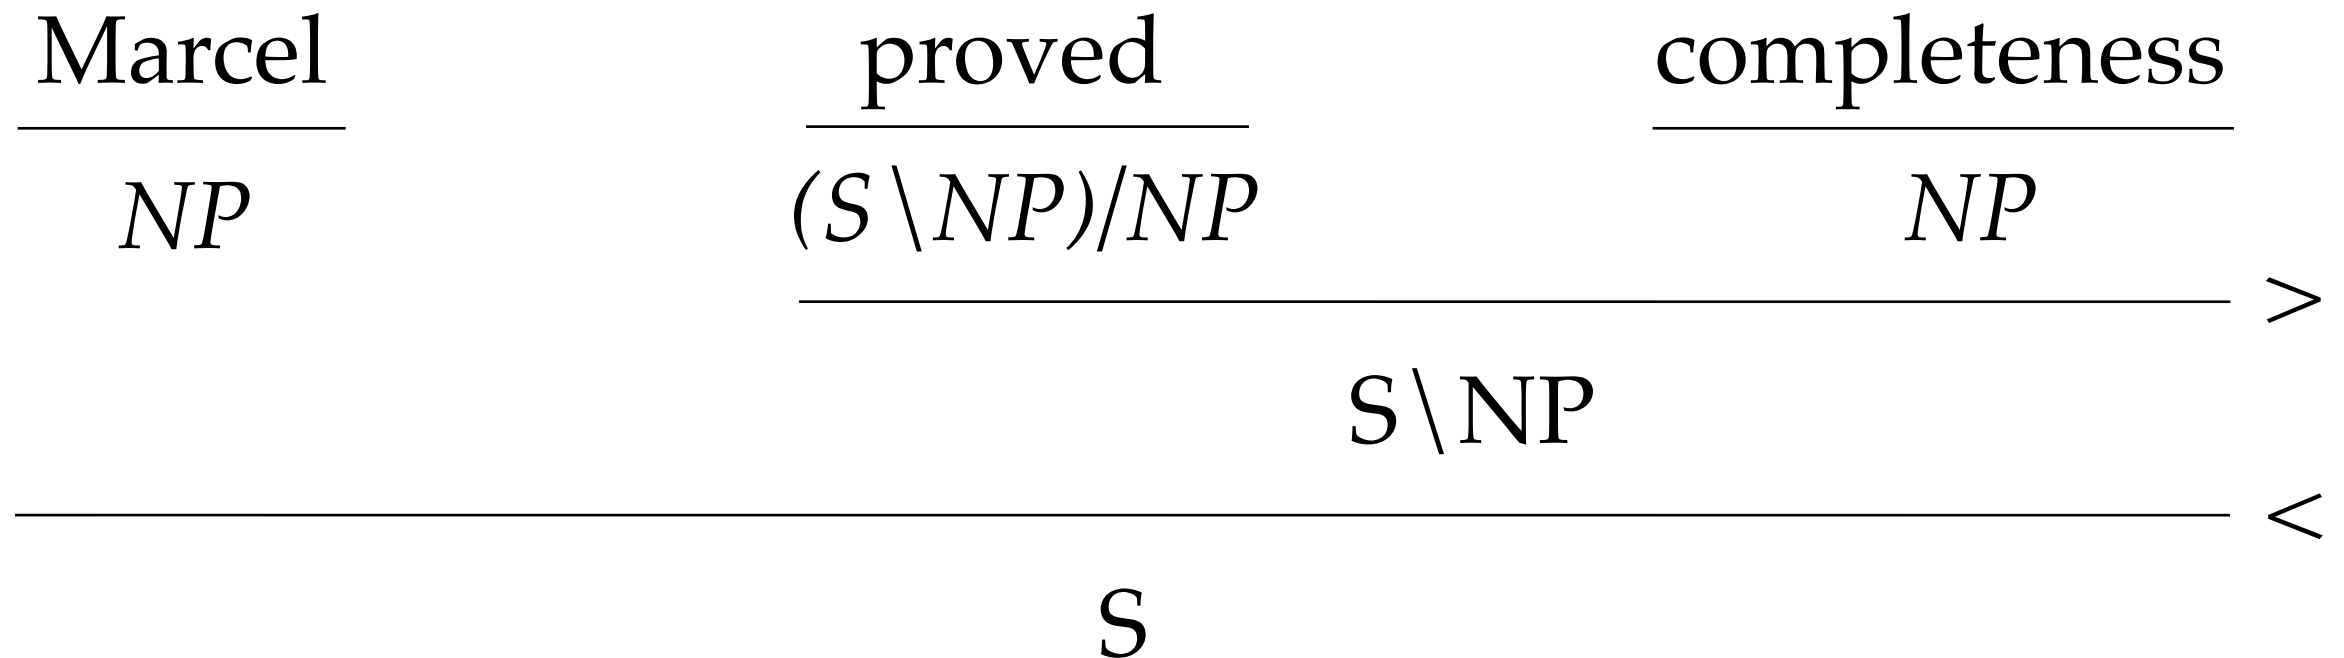 Marcel proved completeness
NP (S\NP)/NP NP
>
S\NP
<
S